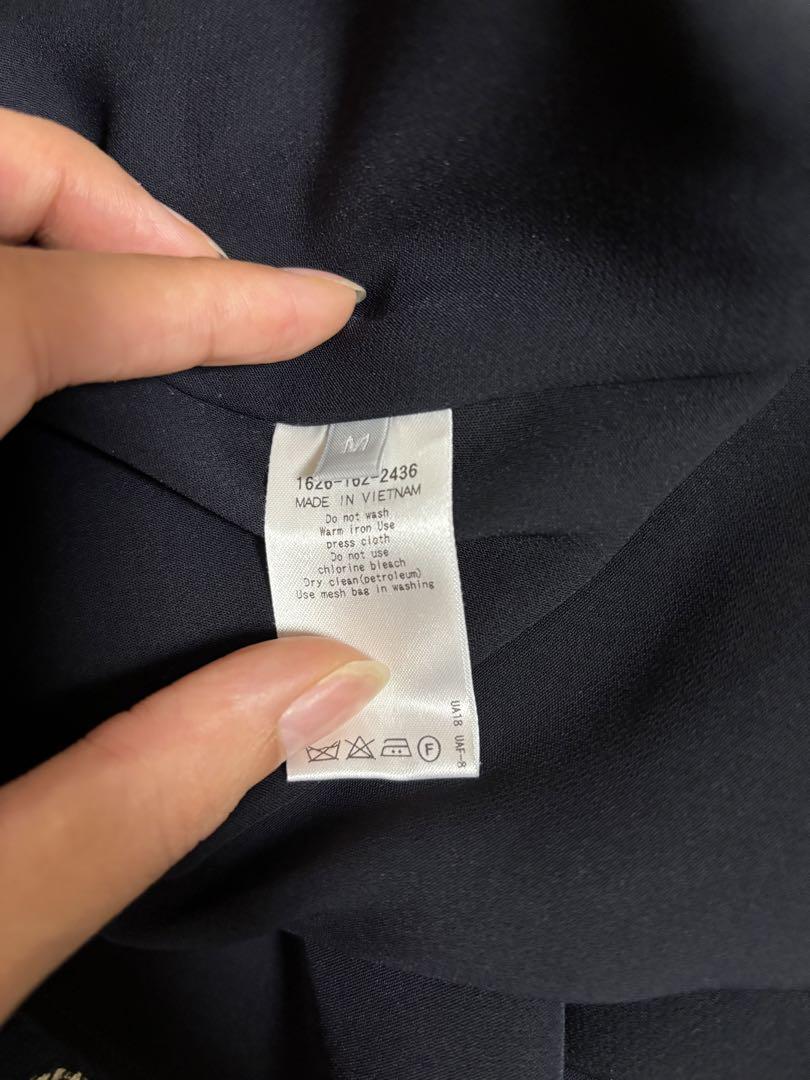 M
1626-162-2436
MADE IN VIETNAM
Do not wash
Warm iron Use
press cloth
Do not use
chlorine bleach
Dry clean(petroleum)
Use mesh bag in washing
UA18 UAF-8
F